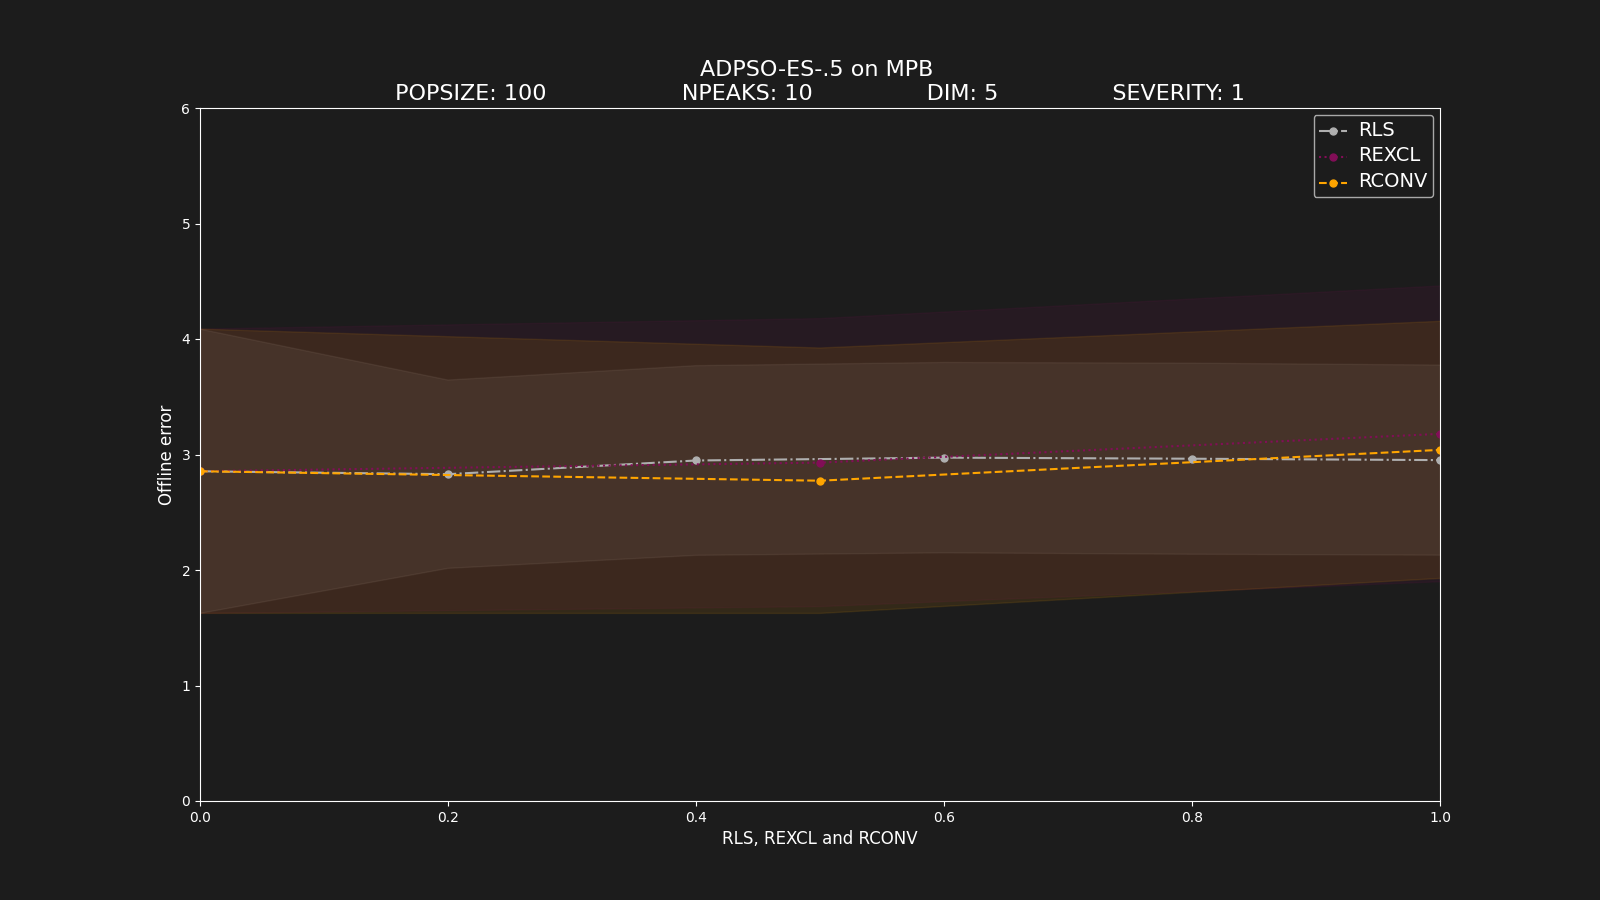 ADPSO-ES-.5 on MPB
POPSIZE: 100 NPEAKS: 10 DIM: 5 SEVERITY: 1
RLS
REXCL
RCONV
6
5
4
3
2
1
0
Offline error
0.0 0.2 0.4 0.6 0.8 1.0
RLS, REXCL and RCONV